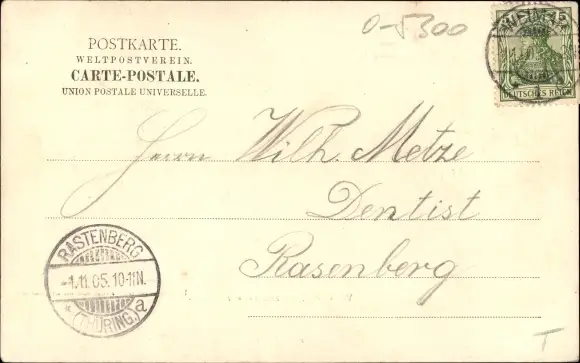 POSTKARTE.
WELTPOSTVEREIN.
CARTE-POSTALE.
UNION POSTALE UNIVERSELLE.
0-5300
WEIMAR
DEUTSCHES REICH
Herrn Wilh. Metze
Dentist
Rasenberg
RASTENBERG
-1.11.05.10-11N.
* (THÜRING.) a
T